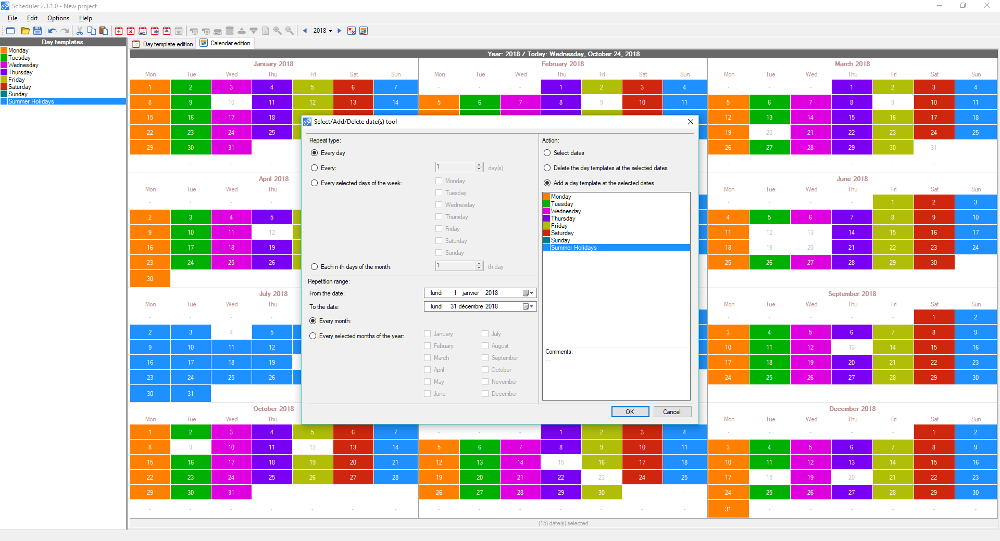 Scheduler 2.3.1.0 - New project
File Edit Options Help
2018
Day templates
Monday
Tuesday
Wednesday
Thursday
Friday
Saturday
Sunday
Summer Holidays
Day template edition Calendar edition
Year: 2018 / Today: Wednesday, October 24, 2018
January 2018 February 2018 March 2018
Mon Tue Wed Thu Fri Sat Sun Mon Tue Wed Thu Fri Sat Sun Mon Tue Wed Thu Fri Sat Sun
1 2 3 4 5 6 7 - - - 1 2 3 4 - - - 1 2 3 4
8 9 10 11 12 13 14 5 6 7 8 9 10 11 5 6 7 8 9 10 11
15 16 17 18 12 13 14 15 16 17 18
22 23 24 25 19 20 21 22 23 24 25
29 30 31 - 26 27 28 29 30 31 -
- - - - - - - - - - -
April 2018 June 2018
Mon Tue Wed Thu Mon Tue Wed Thu Fri Sat Sun
- - - - - - - - 1 2 3
2 3 4 5 4 5 6 7 8 9 10
9 10 11 12 11 12 13 14 15 16 17
16 17 18 19 18 19 20 21 22 23 24
23 24 25 26 25 26 27 28 29 30 -
30 - - - - - - - - - -
July 2018 September 2018
Mon Tue Wed Thu Mon Tue Wed Thu Fri Sat Sun
- - - - - - - - - 1 2
2 3 4 5 3 4 5 6 7 8 9
9 10 11 12 10 11 12 13 14 15 16
16 17 18 19 17 18 19 20 21 22 23
23 24 25 26 24 25 26 27 28 29 30
30 31 - - - - - - - - -
October 2018 December 2018
Mon Tue Wed Thu Mon Tue Wed Thu Fri Sat Sun
1 2 3 4 5 6 7 - - - 1 2 3 4 - - - - - 1 2
8 9 10 11 12 13 14 5 6 7 8 9 10 11 3 4 5 6 7 8 9
15 16 17 18 19 20 21 12 13 14 15 16 17 18 10 11 12 13 14 15 16
22 23 24 25 26 27 28 19 20 21 22 23 24 25 17 18 19 20 21 22 23
29 30 31 - - - - 26 27 28 29 30 - - 24 25 26 27 28 29 30
- - - - - - - - - - - - - - 31 - - - - - -
(15) date(s) selected
Select/Add/Delete date(s) tool
Repeat type:
Every day
Every: 1 day(s)
Every selected days of the week:
Monday
Tuesday
Wednesday
Thursday
Friday
Saturday
Sunday
Each n-th days of the month: 1 th day
Repetition range:
From the date: lundi 1 janvier 2018
To the date: lundi 31 décembre 2018
Every month:
Every selected months of the year:
January July
Febuary August
March September
April October
May November
June December
Action:
Select dates
Delete the day templates at the selected dates
Add a day template at the selected dates
Monday
Tuesday
Wednesday
Thursday
Friday
Saturday
Sunday
Summer Holidays
Comments:
...
OK Cancel